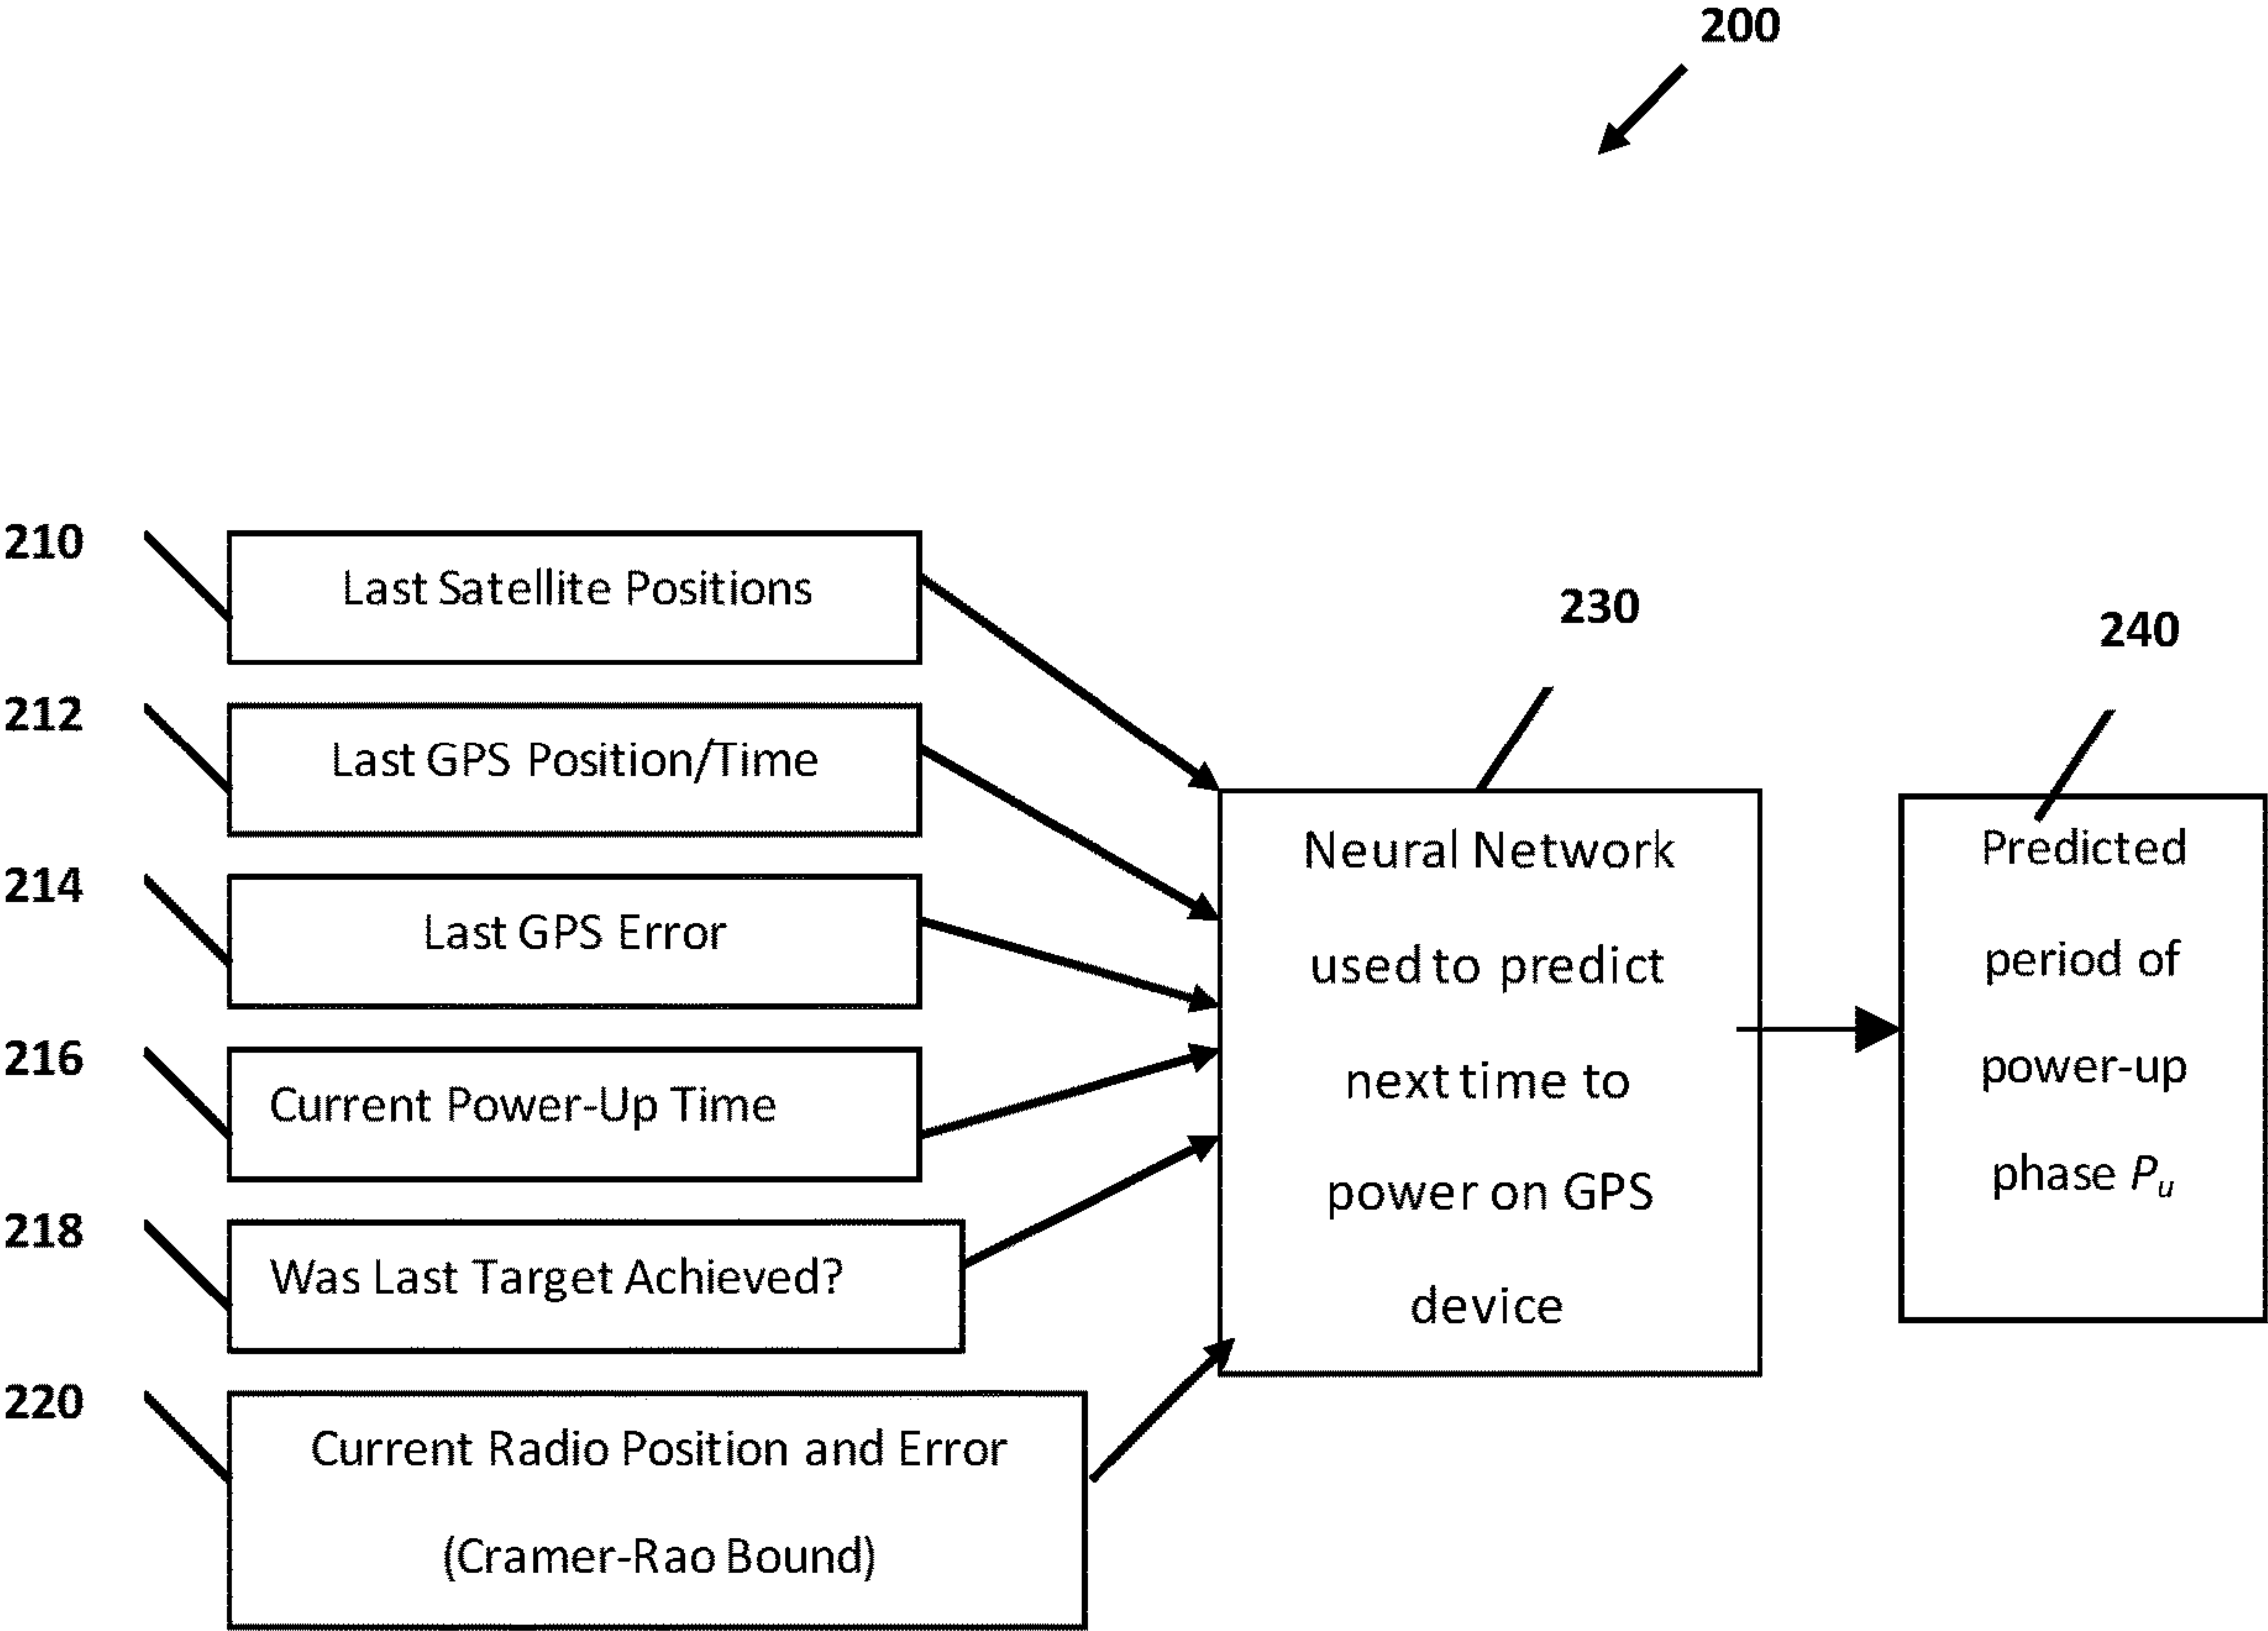 200
210
Last Satellite Positions
212
Last GPS Position/Time
214
Last GPS Error
216
Current Power-Up Time
218
Was Last Target Achieved?
220
Current Radio Position and Error
(Cramer-Rao Bound)
230
Neural Network
used to predict
next time to
power on GPS
device
240
Predicted
period of
power-up
phase Pu